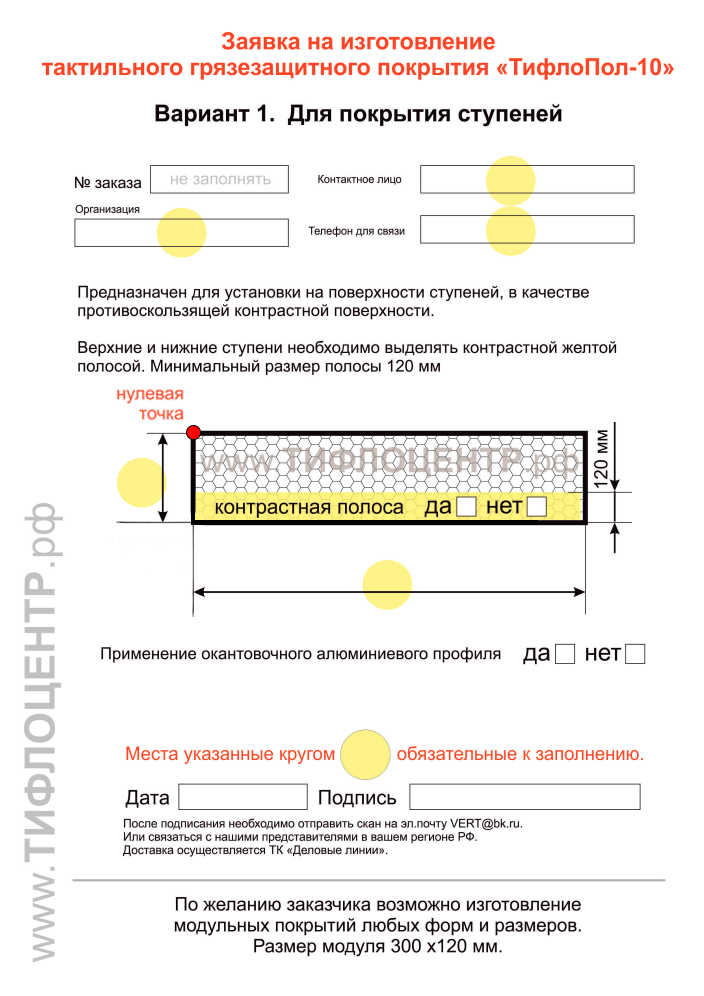 Заявка на изготовление
тактильного грязезащитного покрытия «ТифлоПол-10»
Вариант 1. Для покрытия ступеней
№ заказа
не заполнять
Контактное лицо
Организация
Телефон для связи
Предназначен для установки на поверхности ступеней, в качестве
противоскользящей контрастной поверхности.
Верхние и нижние ступени необходимо выделять контрастной желтой
полосой. Минимальный размер полосы 120 мм
нулевая
точка
www.ТИФЛОЦЕНТР.рф
120 мм
контрастная полоса да нет
Применение окантовочного алюминиевого профиля да нет
Места указанные кругом обязательные к заполнению.
Дата
Подпись
После подписания необходимо отправить скан на эл.почту VERT@bk.ru.
Или связаться с нашими представителями в вашем регионе РФ.
Доставка осуществляется ТК «Деловые линии».
По желанию заказчика возможно изготовление
модульных покрытий любых форм и размеров.
Размер модуля 300 х120 мм.
www.ТИФЛОЦЕНТР.рф